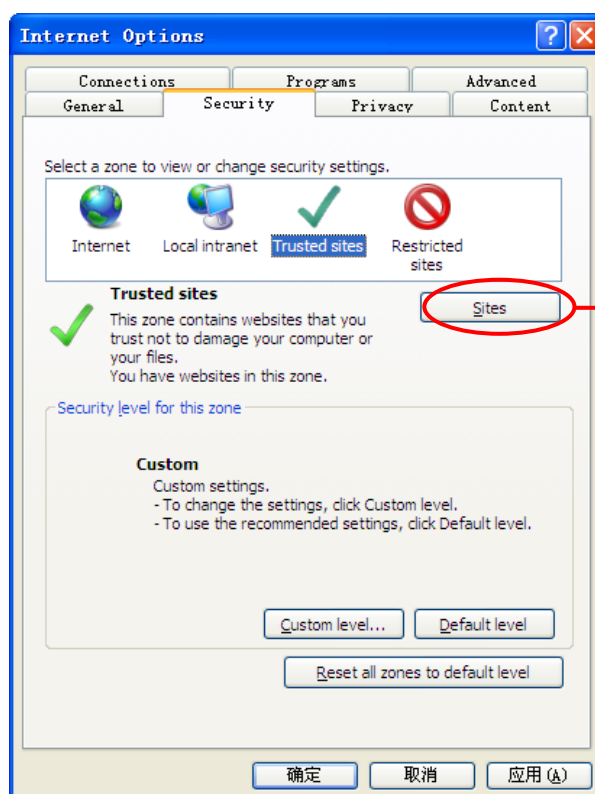 Internet Options
Connections Programs Advanced
General Security Privacy Content
Select a zone to view or change security settings.
Internet Local intranet Trusted sites Restricted
sites
Trusted sites
Sites
This zone contains websites that you
trust not to damage your computer or
your files.
You have websites in this zone.
Security level for this zone
Custom
Custom settings.
- To change the settings, click Custom level.
- To use the recommended settings, click Default level.
Custom level... Default level
Reset all zones to default level
确定 取消 应用(A)